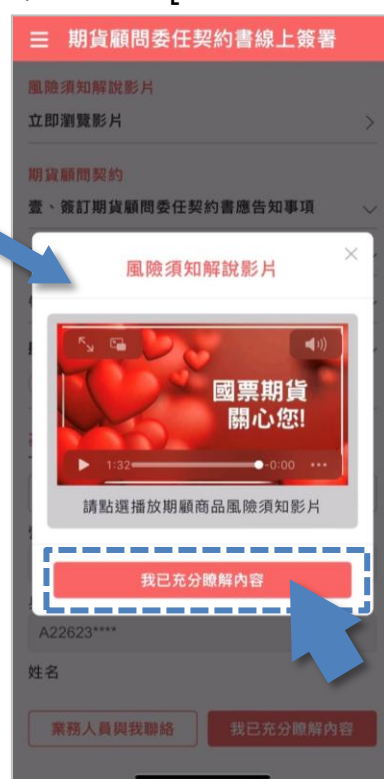 期貨顧問委任契約書線上簽署
風險須知解說影片
立即瀏覽影片
期貨顧問契約
壹、簽訂期貨顧問委任契約書應告知事項
風險須知解說影片
國票期貨
關心您!
1:32
-0:00
請點選播放期顧商品風險須知影片
我已充分瞭解內容
A22623****
姓名
業務人員與我聯絡
我已充分瞭解內容